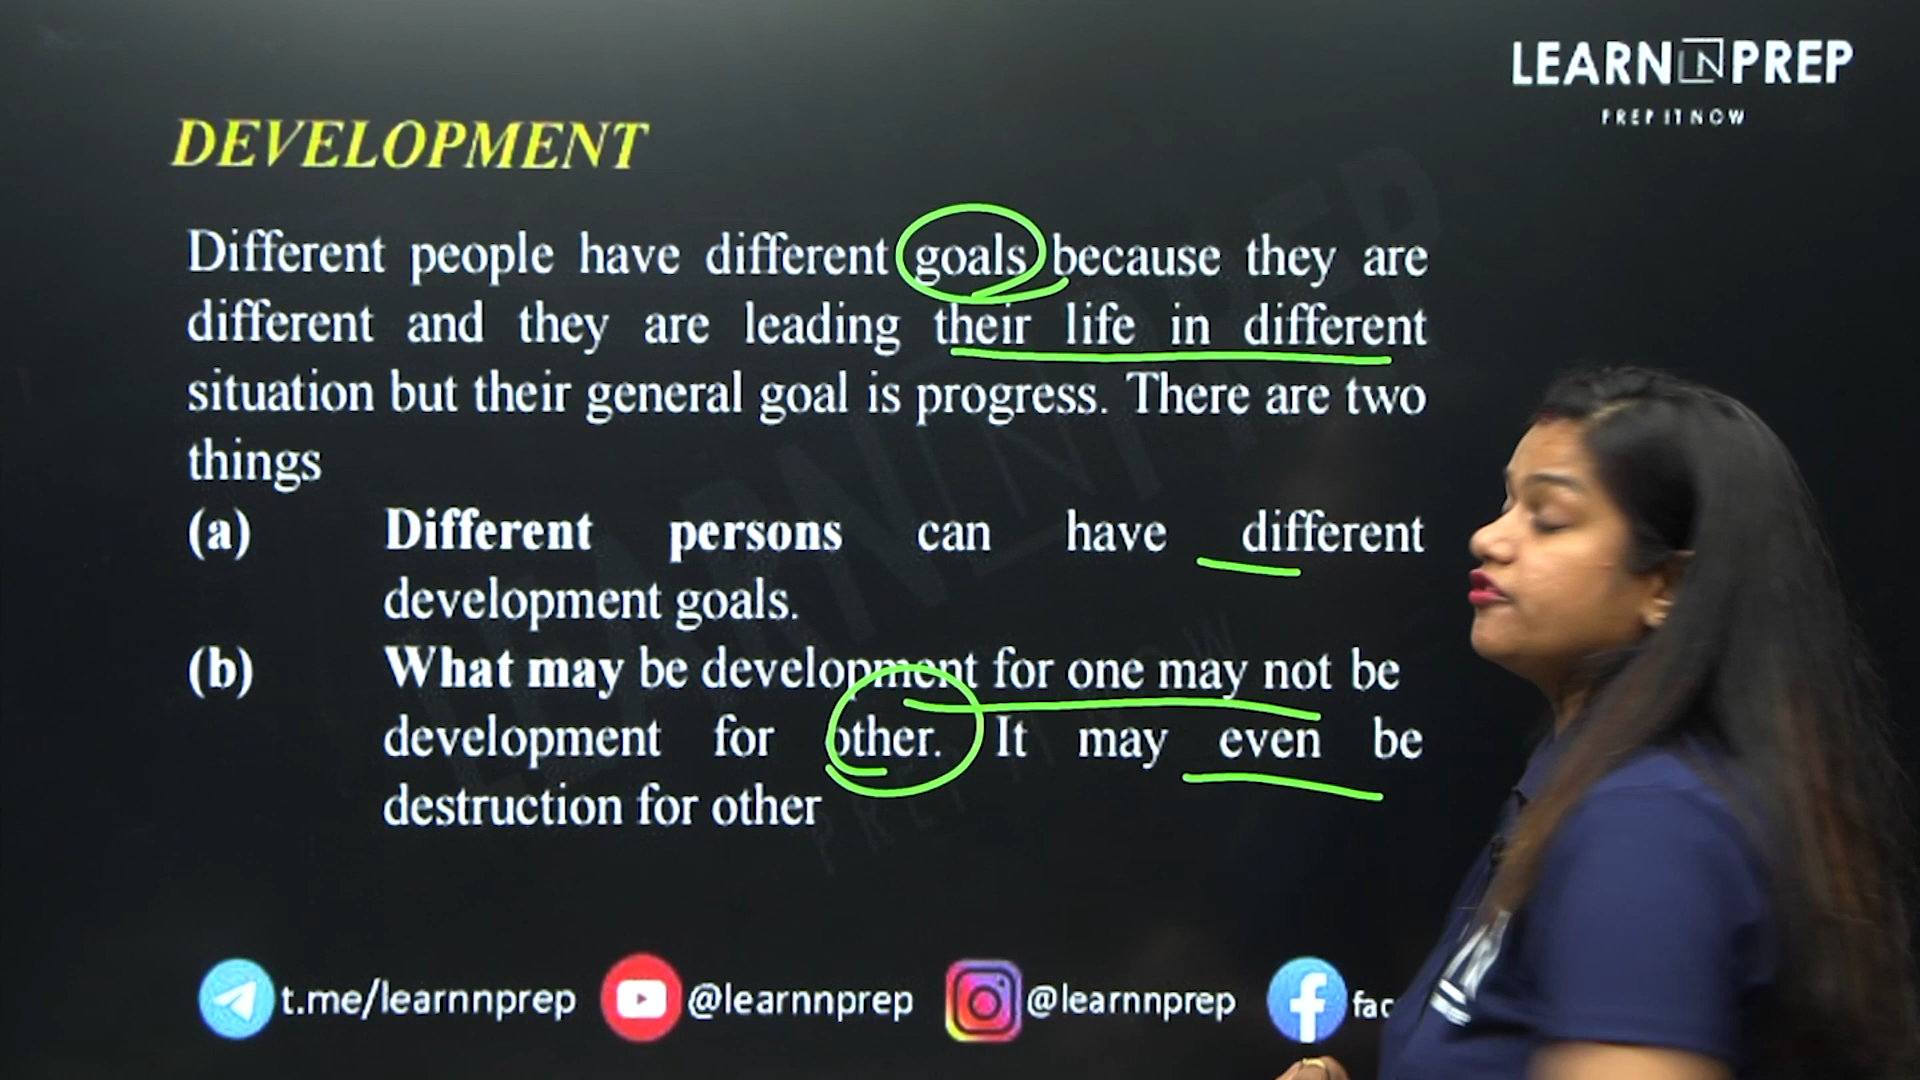 LEARN IN PREP
PREP IT NOW
DEVELOPMENT
Different people have different goals because they are
different and they are leading their life in different
situation but their general goal is progress. There are two
things
(a) Different persons can have different
development goals.
(b) What may be development for one may not be
development for other. It may even be
destruction for other
t.me/learnnprep @learnnprep @learnnprep